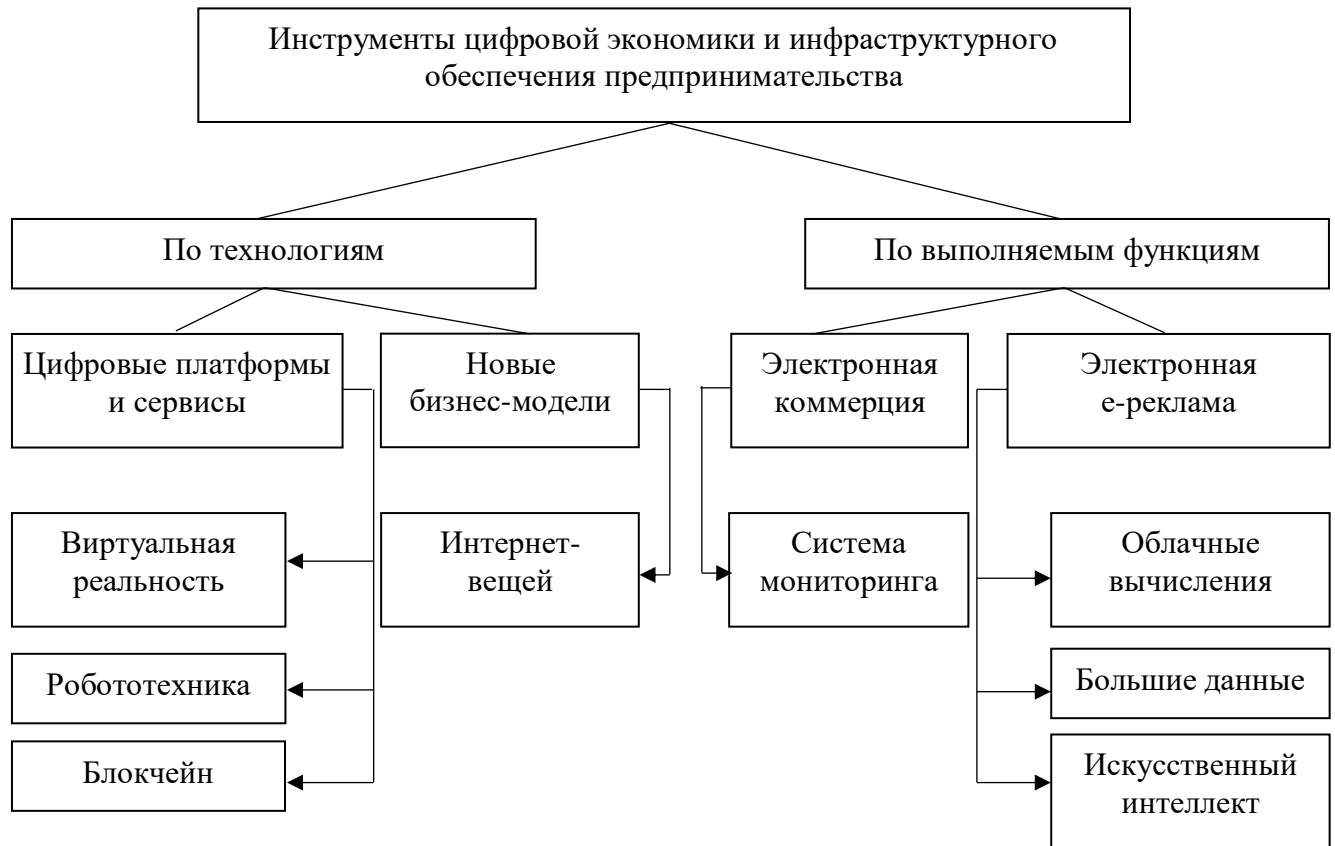 Инструменты цифровой экономики и инфраструктурного
обеспечения предпринимательства
По технологиям
По выполняемым функциям
Цифровые платформы
и сервисы
Новые
бизнес-модели
Электронная
коммерция
Электронная
е-реклама
Виртуальная
реальность
Интернет-
вещей
Система
мониторинга
Облачные
вычисления
Робототехника
Большие данные
Блокчейн
Искусственный
интеллект